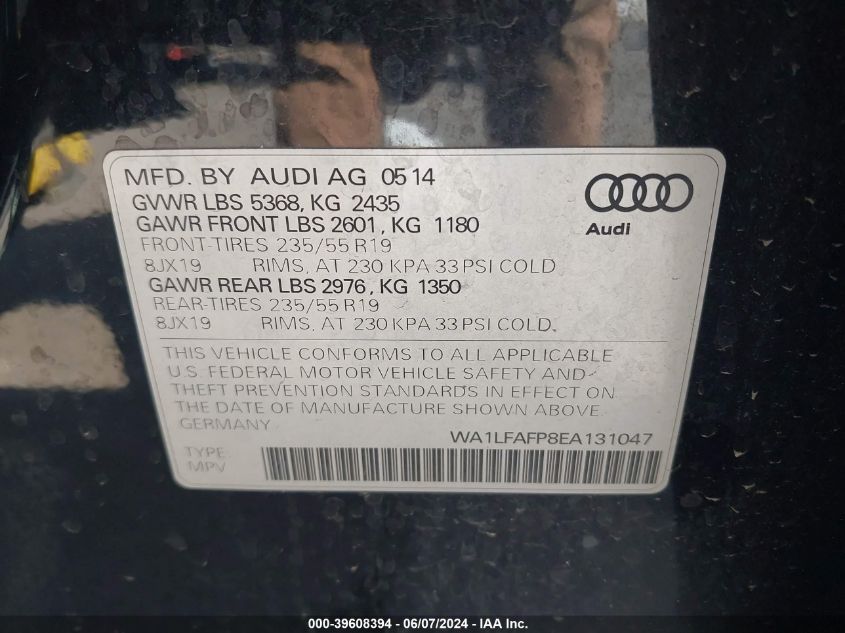 MFD. BY AUDI AG 05 14
GVWR LBS 5368, KG 2435
GAWR FRONT LBS 2601, KG 1180
FRONT-TIRES 235/55 R19
8JX19 RIMS, AT 230 KPA 33 PSI COLD
GAWR REAR LBS 2976, KG 1350
REAR-TIRES 235/55 R19
8JX19 RIMS, AT 230 KPA 33 PSI COLD.
Audi
THIS VEHICLE CONFORMS TO ALL APPLICABLE
U.S. FEDERAL MOTOR VEHICLE SAFETY AND
THEFT PREVENTION STANDARDS IN EFFECT ON
THE DATE OF MANUFACTURE SHOWN ABOVE.
GERMANY
WA1LFAFP8EA131047
TYPE:
MPV
000-39608394 - 06/07/2024 - IAA Inc.